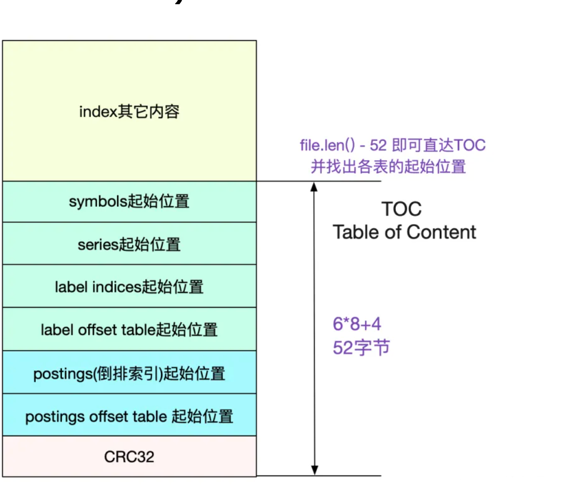 index其它内容
file.len() - 52 即可直达TOC
并找出各表的起始位置
symbols起始位置
TOC
Table of Content
series起始位置
label indices起始位置
label offset table起始位置
6*8+4
52字节
postings(倒排索引)起始位置
postings offset table 起始位置
CRC32